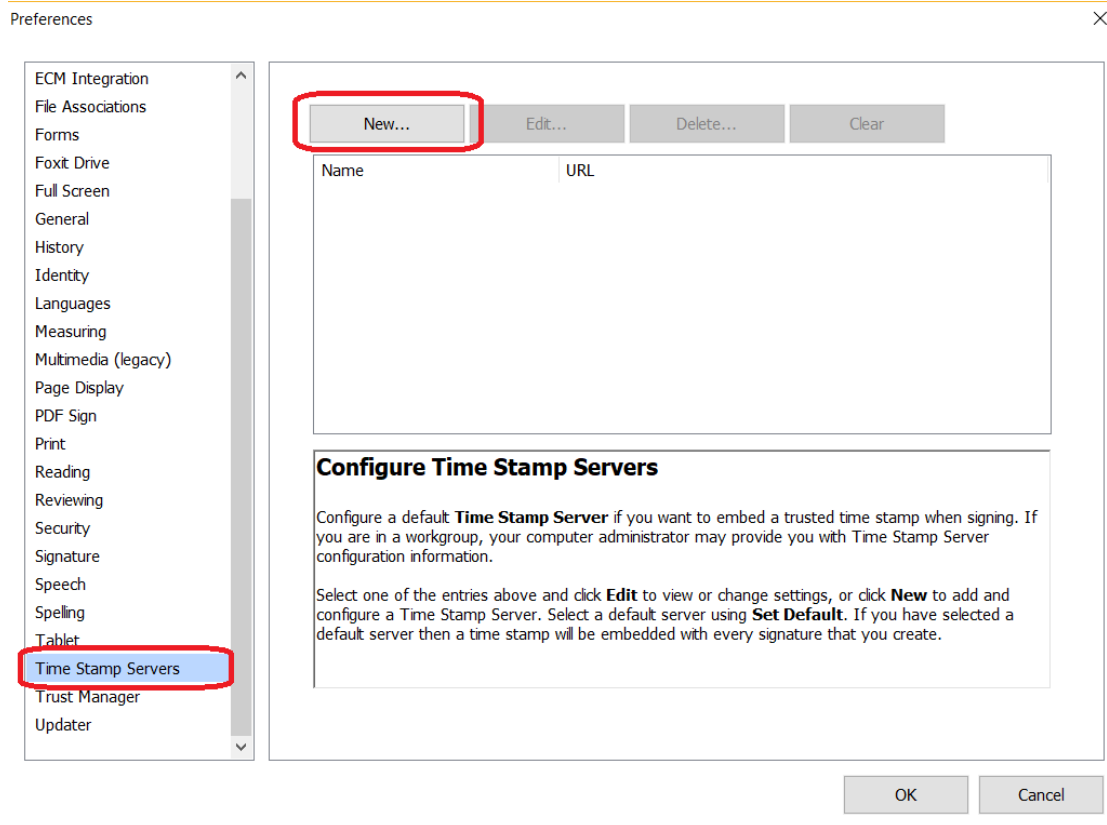 Preferences
ECM Integration
File Associations
Forms
Foxit Drive
Full Screen
General
History
Identity
Languages
Measuring
Multimedia (legacy)
Page Display
PDF Sign
Print
Reading
Reviewing
Security
Signature
Speech
Spelling
Tablet
Time Stamp Servers
Trust Manager
Updater
New... Edit... Delete... Clear
Name URL
Configure Time Stamp Servers
Configure a default Time Stamp Server if you want to embed a trusted time stamp when signing. If
you are in a workgroup, your computer administrator may provide you with Time Stamp Server
configuration information.
Select one of the entries above and click Edit to view or change settings, or click New to add and
configure a Time Stamp Server. Select a default server using Set Default. If you have selected a
default server then a time stamp will be embedded with every signature that you create.
OK Cancel